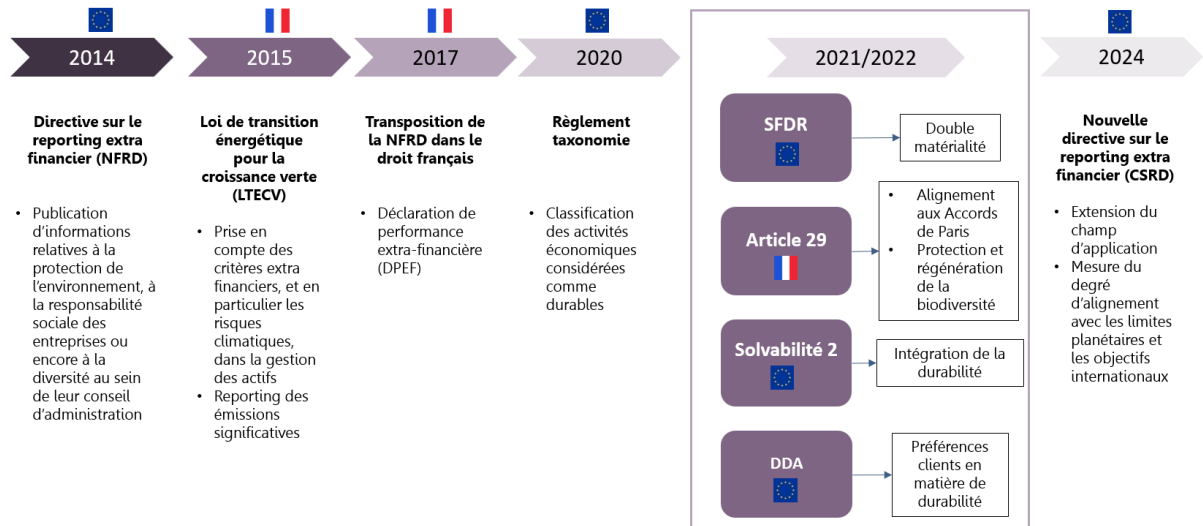 2014
2015
2017
2020
2021/2022
2024
Directive sur le
reporting extra
financier (NFRD)
• Publication
d’informations
relatives à la
protection de
l’environnement, à
la responsabilité
sociale des
entreprises ou
encore à la
diversité au sein
de leur conseil
d’administration
Loi de transition
énergétique
pour la
croissance verte
(LTECV)
• Prise en
compte des
critères extra
financiers, et en
particulier les
risques
climatiques,
dans la gestion
des actifs
• Reporting des
émissions
significatives
Transposition de
la NFRD dans le
droit français
• Déclaration de
performance
extra-financière
(DPEF)
Règlement
taxonomie
• Classification
des activités
économiques
considérées
comme
durables
SFDR
Double
matérialité
Article 29
• Alignement
aux Accords
de Paris
• Protection et
régénération
de la
biodiversité
Solvabilité 2
Intégration de la
durabilité
DDA
Préférences
clients en
matière de
durabilité
Nouvelle
directive sur le
reporting extra
financier (CSRD)
• Extension du
champ
d’application
• Mesure du
degré
d’alignement
avec les limites
planétaires et
les objectifs
internationaux